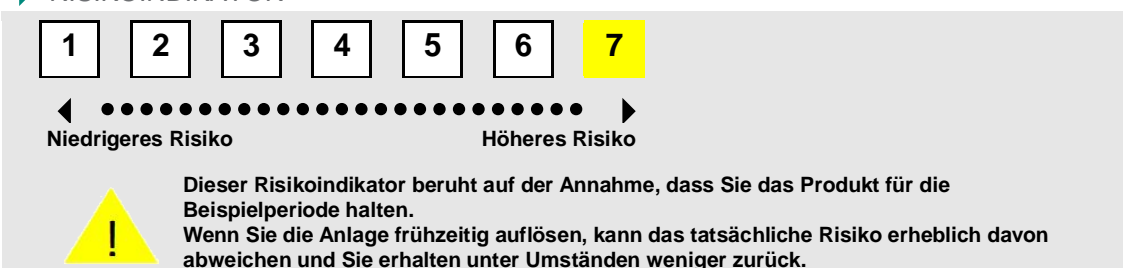 RISIKOINDIKATOR
1 2 3 4 5 6 7
Niedrigeres Risiko Höheres Risiko
Dieser Risikoindikator beruht auf der Annahme, dass Sie das Produkt für die
Beispielperiode halten.
! Wenn Sie die Anlage frühzeitig auflösen, kann das tatsächliche Risiko erheblich davon
abweichen und Sie erhalten unter Umständen weniger zurück.